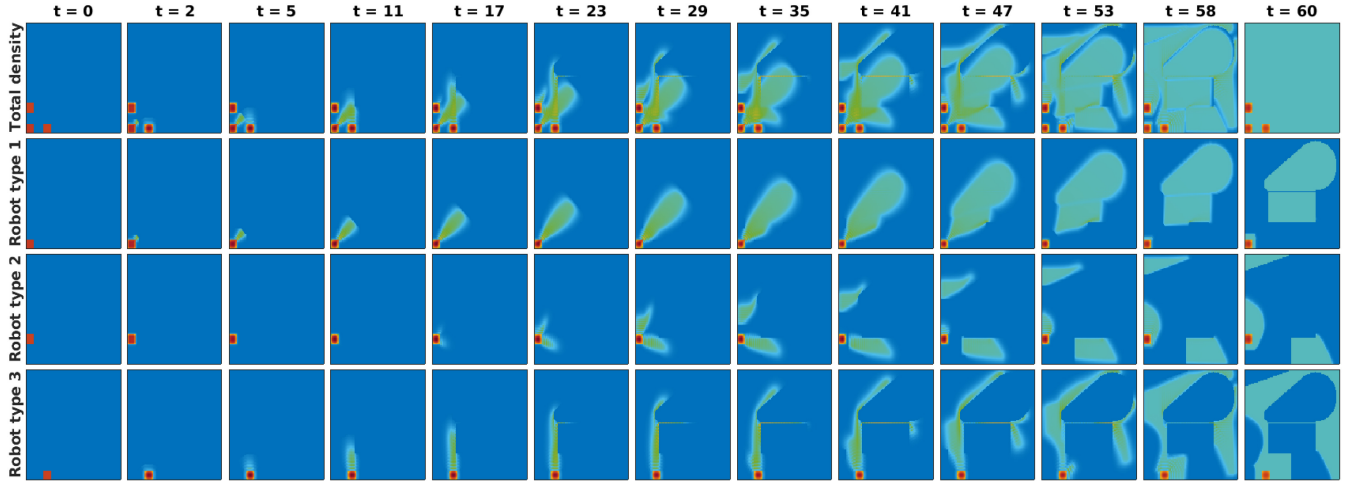 t = 0 t = 2 t = 5 t = 11 t = 17 t = 23 t = 29 t = 35 t = 41 t = 47 t = 53 t = 58 t = 60
Total density
Robot type 1
Robot type 2
Robot type 3